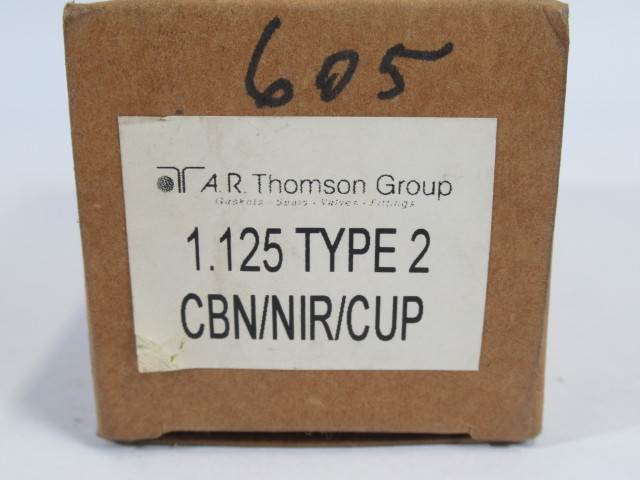 605
A.R. Thomson Group
Gaskets - Seals - Valves - Fittings
1.125 TYPE 2
CBN/NIR/CUP